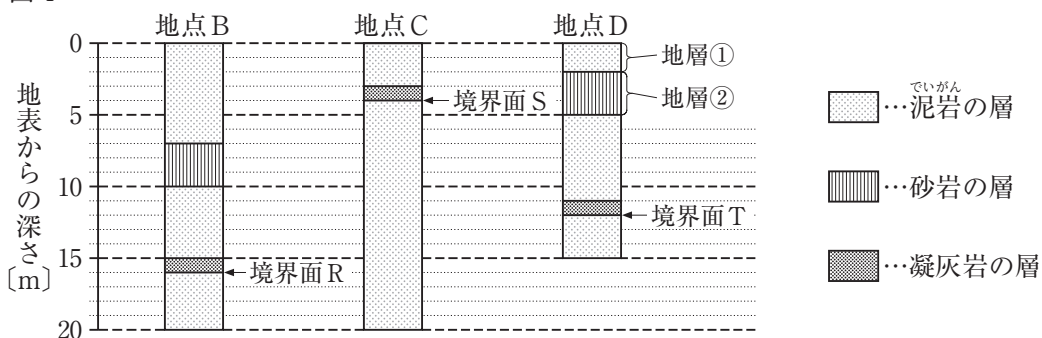 地点B 地点C 地点D
0
5
10
15
20
地表からの深さ〔m〕
地層①
地層②
境界面S
境界面T
境界面R
でいがん
…泥岩の層
…砂岩の層
…凝灰岩の層